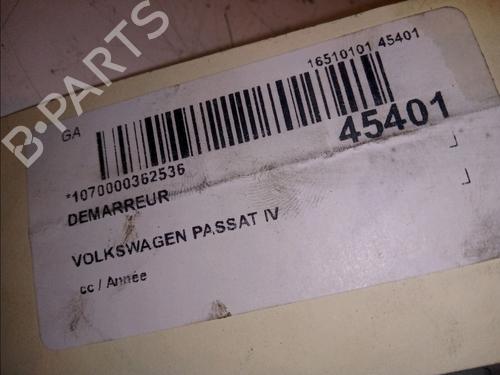 B-PARTS
GA
16510101 45401
45401
*1070000362536
DEMARREUR
VOLKSWAGEN PASSAT IV
cc / Année